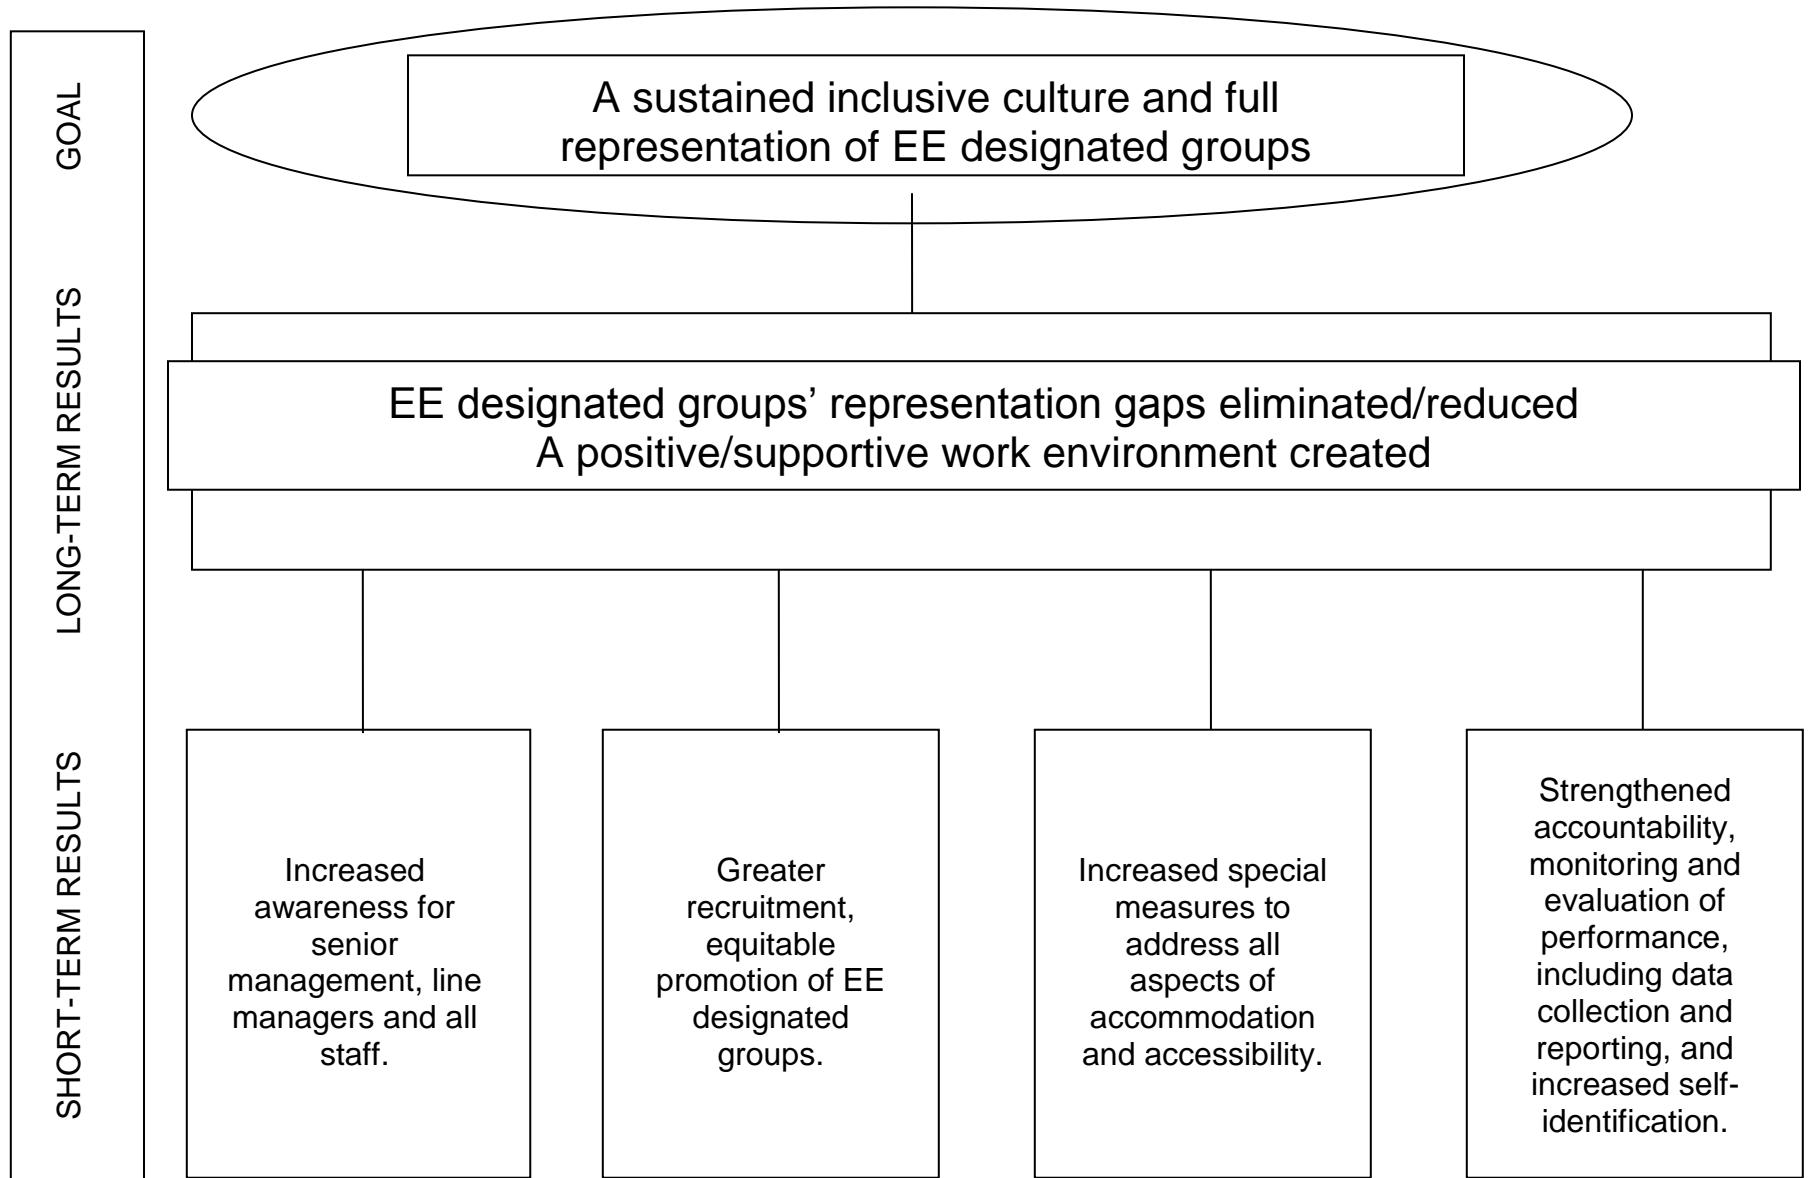 GOAL
A sustained inclusive culture and full
representation of EE designated groups
LONG-TERM RESULTS
EE designated groups’ representation gaps eliminated/reduced
A positive/supportive work environment created
SHORT-TERM RESULTS
Increased
awareness for
senior
management, line
managers and all
staff.
Greater
recruitment,
equitable
promotion of EE
designated
groups.
Increased special
measures to
address all
aspects of
accommodation
and accessibility.
Strengthened
accountability,
monitoring and
evaluation of
performance,
including data
collection and
reporting, and
increased self-
identification.